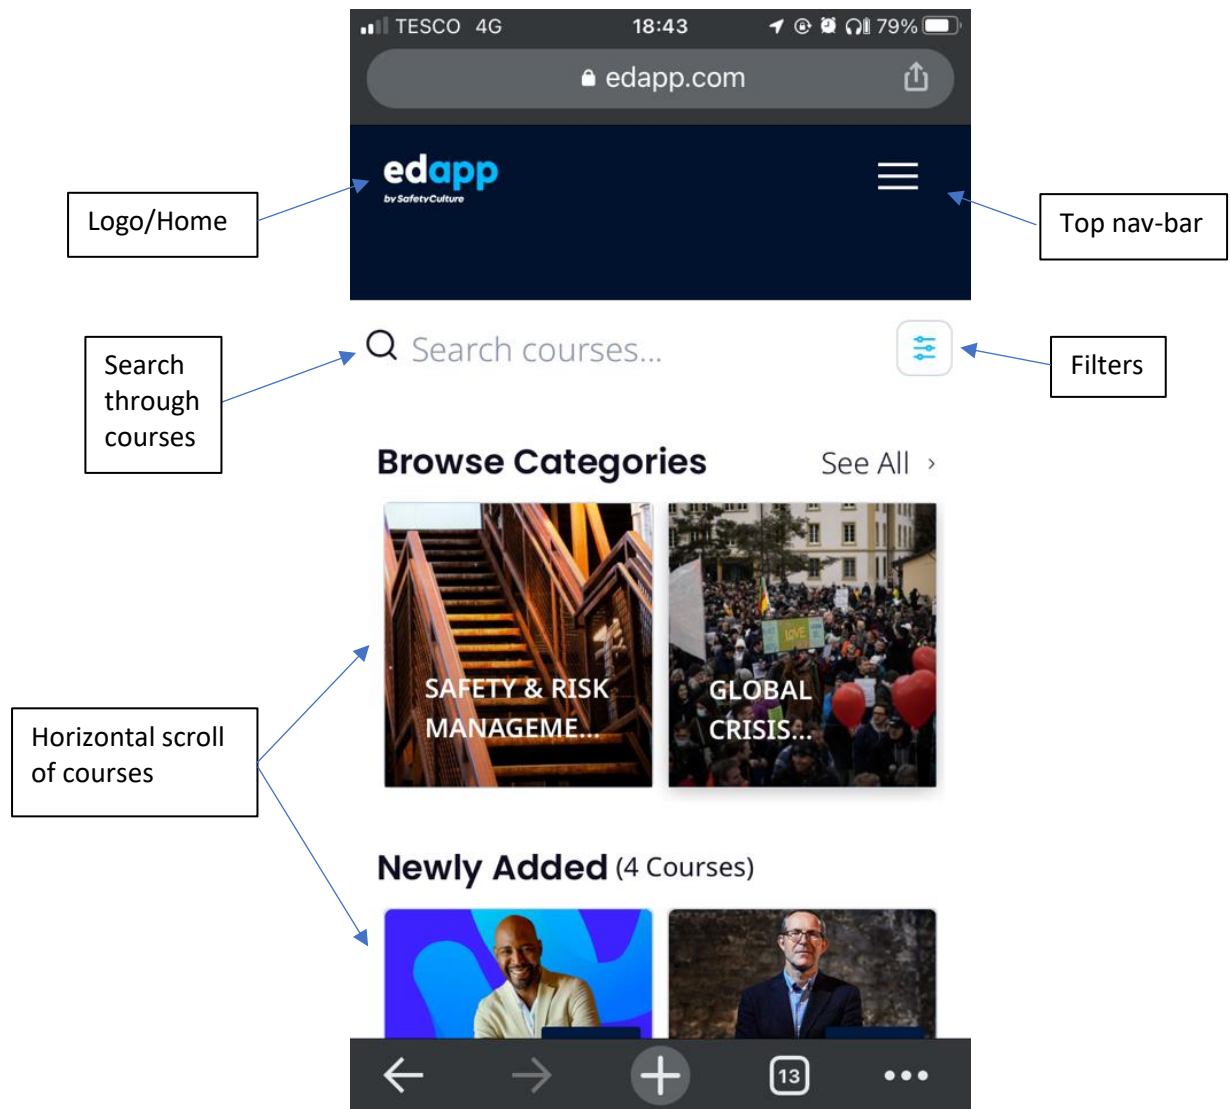 TESCO 4G 18:43 79%
edapp.com
edapp
by SafetyCulture
Logo/Home
Top nav-bar
Search courses...
Search
through
courses
Filters
Browse Categories See All >
SAFETY & RISK
MANAGEME...
GLOBAL
CRISIS...
LOVE
Horizontal scroll
of courses
Newly Added (4 Courses)
13